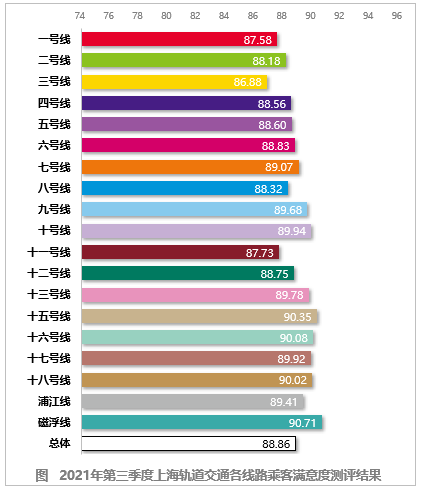 74 76 78 80 82 84 86 88 90 92 94 96
一号线 87.58
二号线 88.18
三号线 86.88
四号线 88.56
五号线 88.60
六号线 88.83
七号线 89.07
八号线 88.32
九号线 89.68
十号线 89.94
十一号线 87.73
十二号线 88.75
十三号线 89.78
十五号线 90.35
十六号线 90.08
十七号线 89.92
十八号线 90.02
浦江线 89.41
磁浮线 90.71
总体 88.86
图 2021年第三季度上海轨道交通各线路乘客满意度测评结果